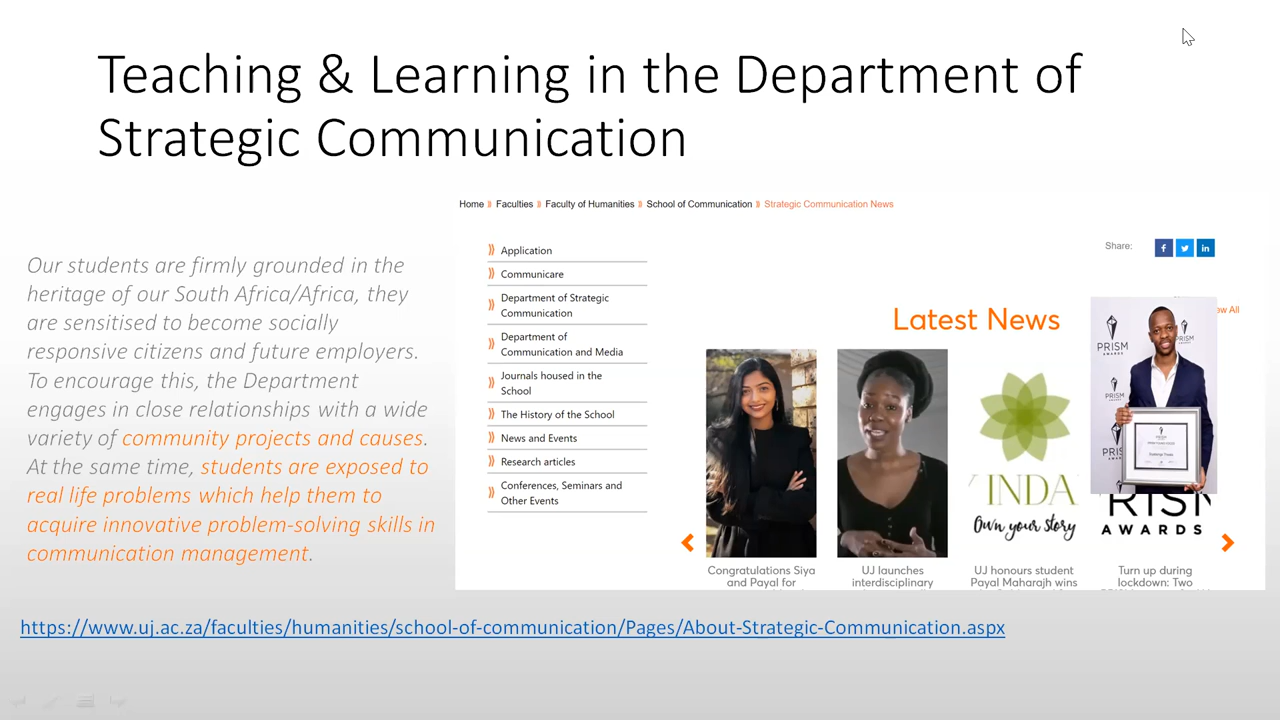 Teaching & Learning in the Department of
Strategic Communication
Our students are firmly grounded in the
heritage of our South Africa/Africa, they
are sensitised to become socially
responsive citizens and future employers.
To encourage this, the Department
engages in close relationships with a wide
variety of community projects and causes.
At the same time, students are exposed to
real life problems which help them to
acquire innovative problem-solving skills in
communication management.
Home » Faculties » Faculty of Humanities » School of Communication » Strategic Communication News
Application
Communicare
Department of Strategic
Communication
Department of
Communication and Media
Journals housed in the
School
The History of the School
News and Events
Research articles
Conferences, Seminars and
Other Events
Share:
Latest News
ew All
INDA
Own your story
PRISM
AWARDS
PRISM
AWARDS
Congratulations Siya
and Payal for
UJ launches
interdisciplinary
UJ honours student
Payal Maharajh wins
Turn up during
lockdown: Two
https://www.uj.ac.za/faculties/humanities/school-of-communication/Pages/About-Strategic-Communication.aspx